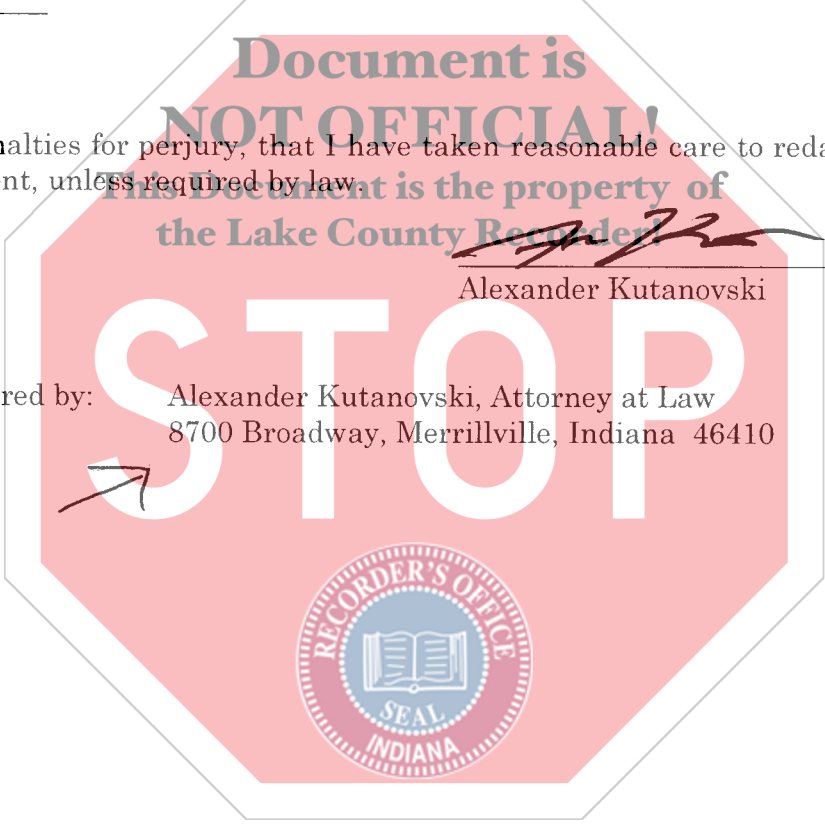 Document is
NOT OFFICIAL!
alties for perjury, that I have taken reasonable care to reda
nt, unless required by law.
This Document is the property of
the Lake County Recorder!
Alexander Kutanovski
STOP
red by: Alexander Kutanovski, Attorney at Law
8700 Broadway, Merrillville, Indiana 46410
RECORDER'S OFFICE
SEAL
INDIANA